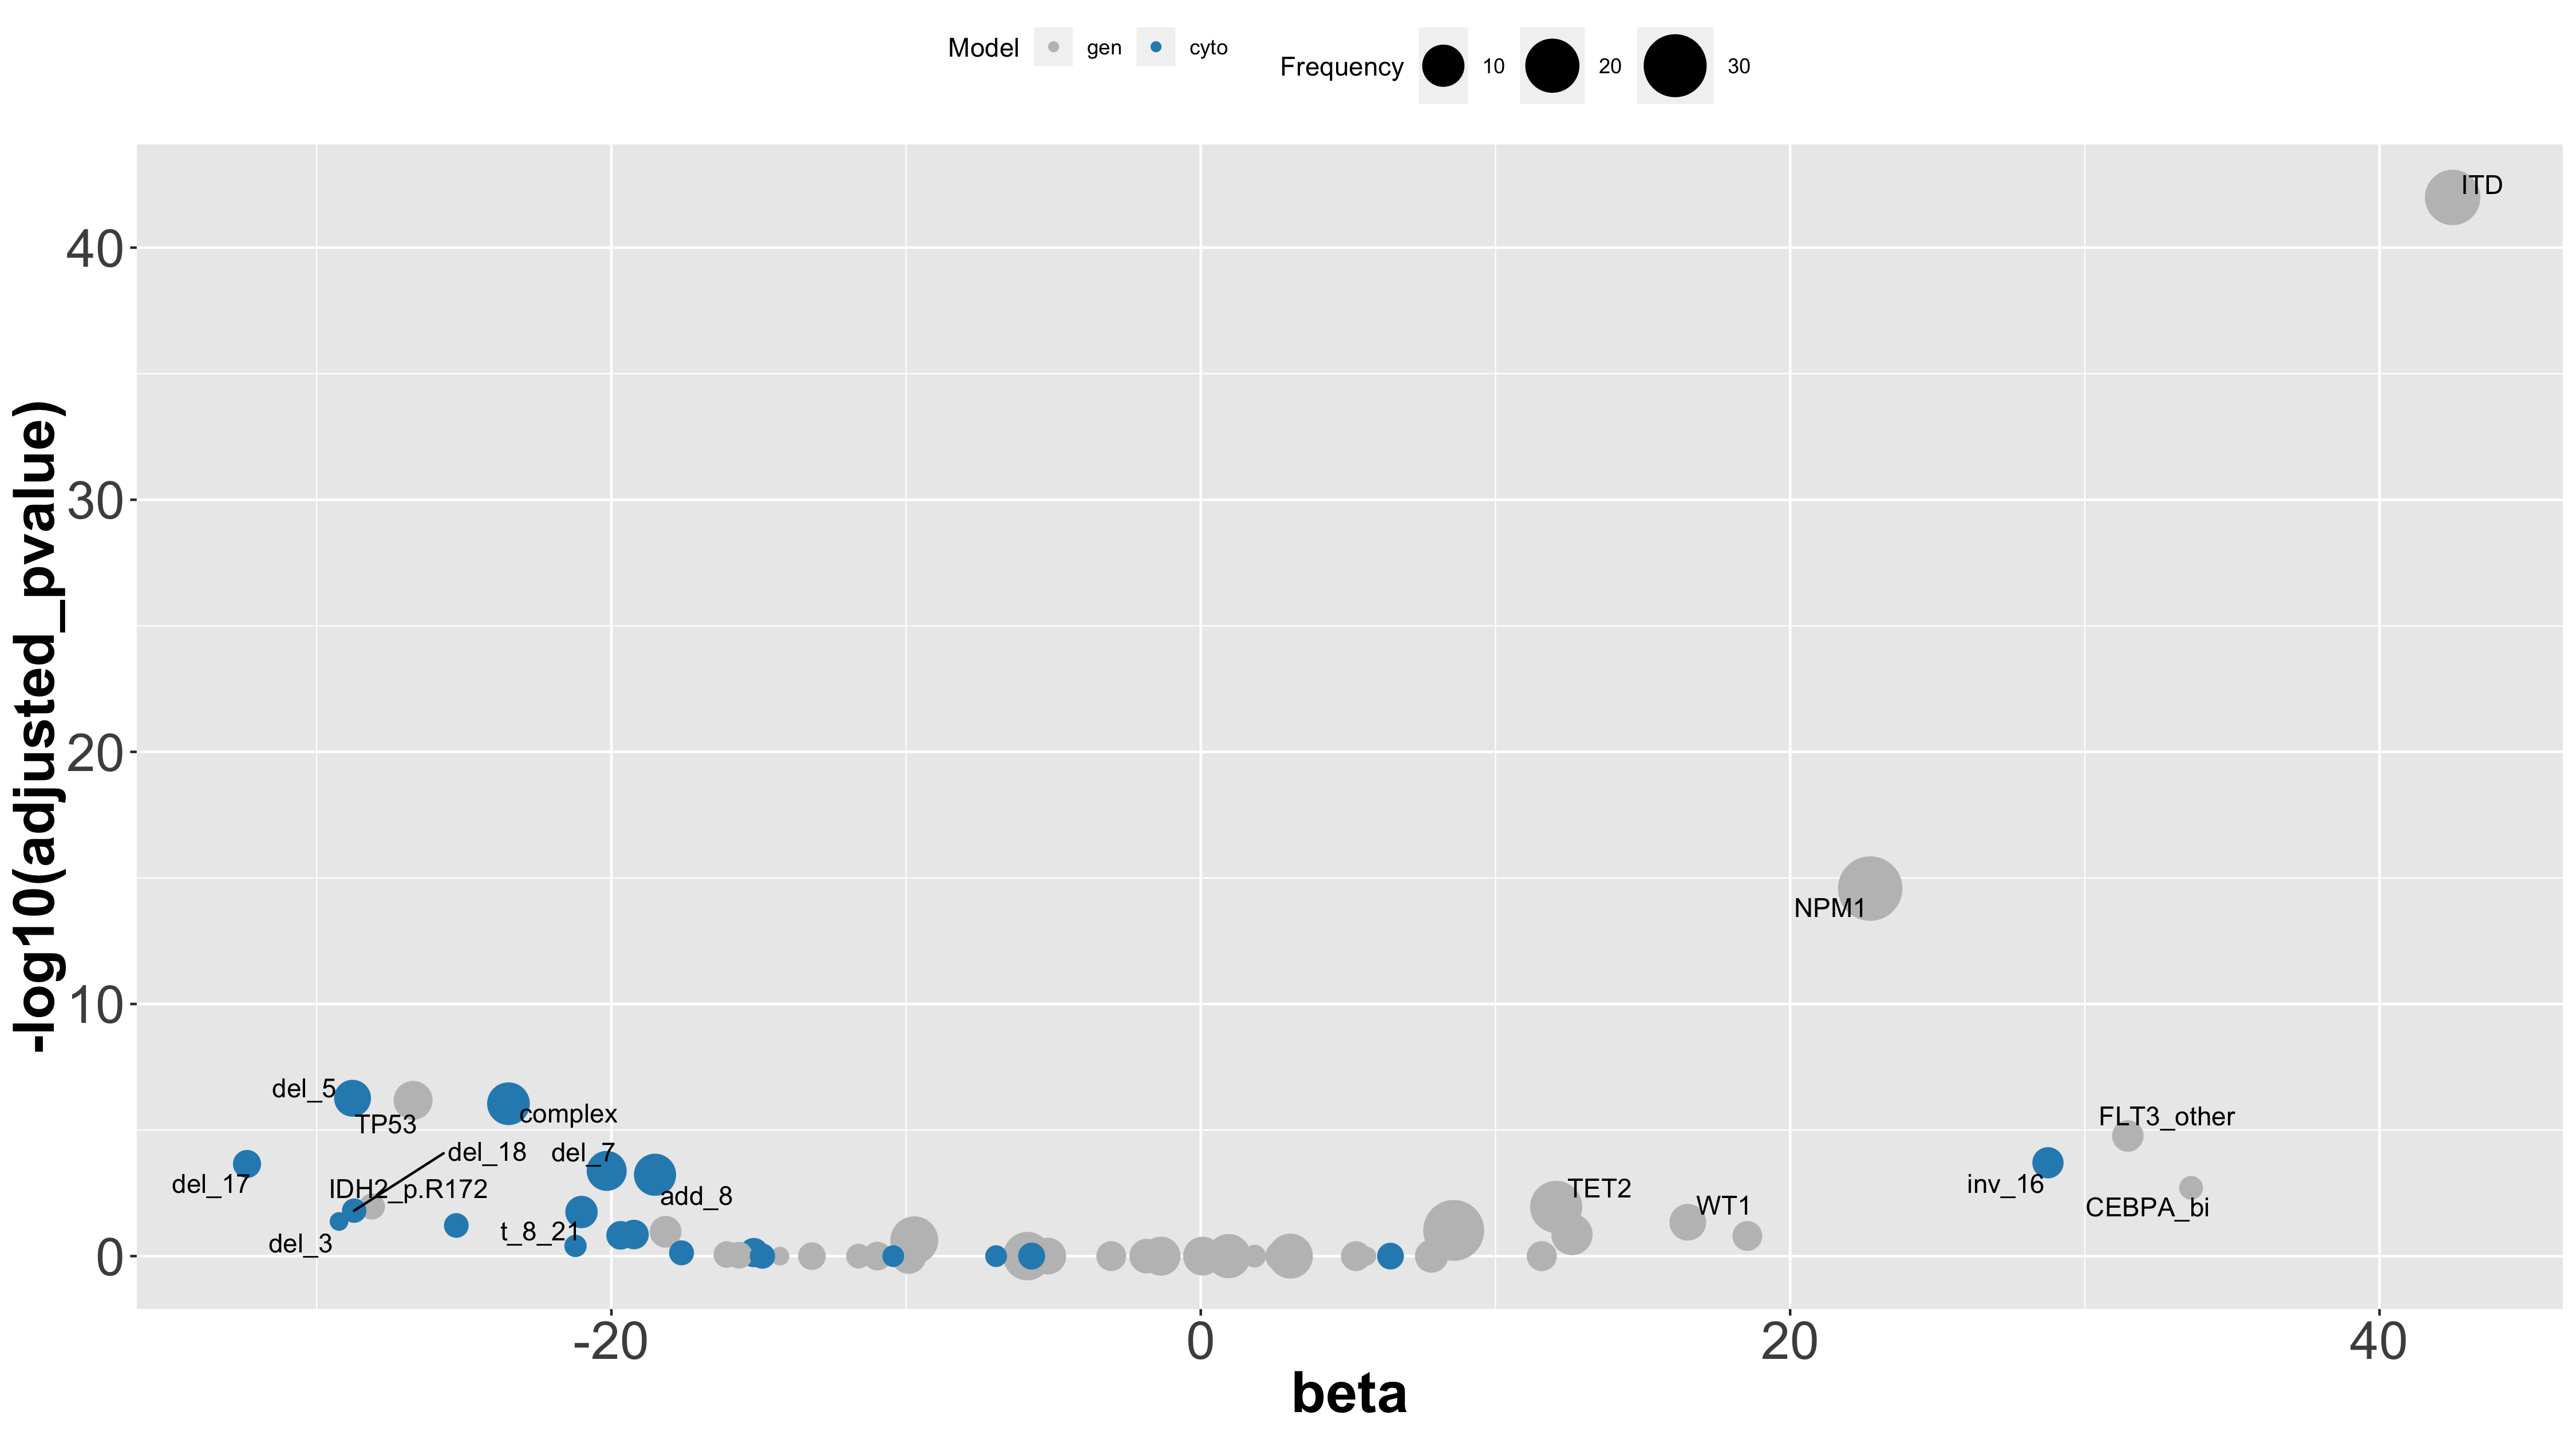 Model gen cyto Frequency 10 20 30
ITD
40
30
20
NPM1
10
-log10(adjusted_pvalue)
del_5
TP53
complex
FLT3_other
del_18
del_7
del_17
IDH2_p.R172
add_8
TET2
inv_16
WT1
CEBPA_bi
t_8_21
del_3
0
-20 0 20 40
beta